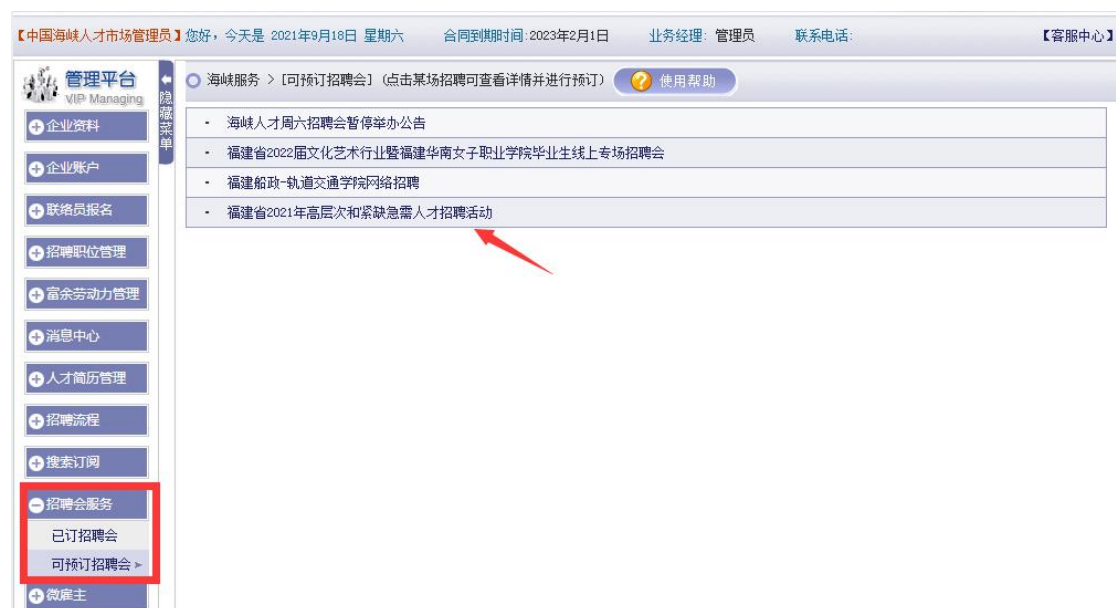 【中国海峡人才市场管理员】您好，今天是 2021年9月18日 星期六 合同到期时间:2023年2月1日 业务经理: 管理员 联系电话: 【客服中心】
管理平台
VIP Managing
隐藏菜单
海峡服务 > [可预订招聘会] (点击某场招聘可查看详情并进行预订) 使用帮助
企业资料
· 海峡人才周六招聘会暂停举办公告
· 福建省2022届文化艺术行业暨福建华南女子职业学院毕业生线上专场招聘会
企业账户
· 福建船政-轨道交通学院网络招聘
联络员报名
· 福建省2021年高层次和紧缺急需人才招聘活动
招聘职位管理
富余劳动力管理
消息中心
人才简历管理
招聘流程
搜索订阅
招聘会服务
已订招聘会
可预订招聘会
微雇主